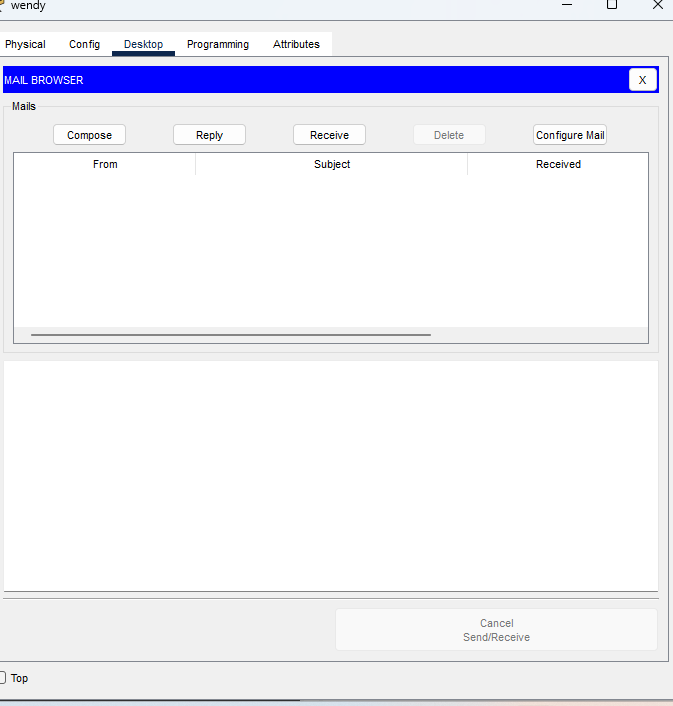 wendy
Physical Config Desktop Programming Attributes
MAIL BROWSER X
Mails
Compose Reply Receive Delete Configure Mail
From Subject Received
Cancel
Send/Receive
Top